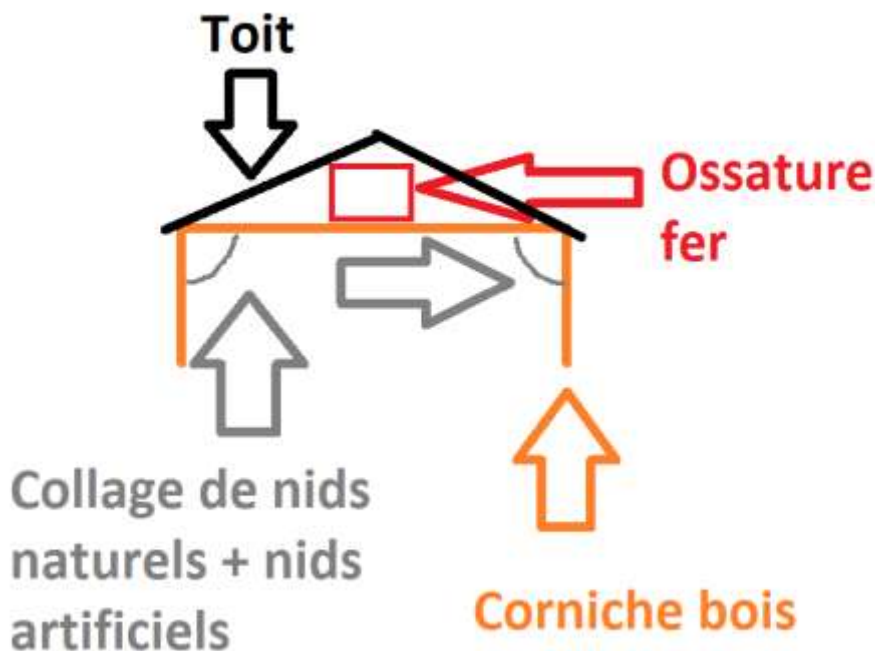 Toit
Ossature
fer
Collage de nids
naturels + nids
artificiels
Corniche bois